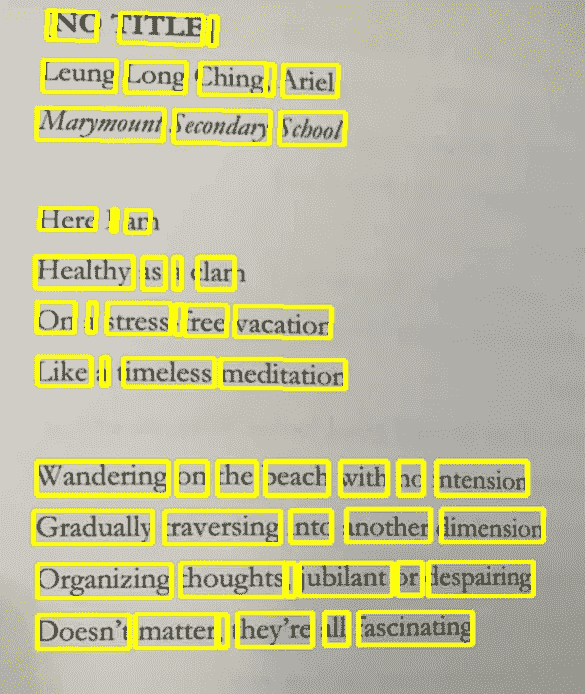 [NO TITLE]
Leung Long Ching, Ariel
Marymount Secondary School
Here I am
Healthy as a clam
On a stress-free vacation
Like a timeless meditation
Wandering on the beach with no intension
Gradually traversing into another dimension
Organizing thoughts, jubilant or despairing
Doesn't matter, they're all fascinating